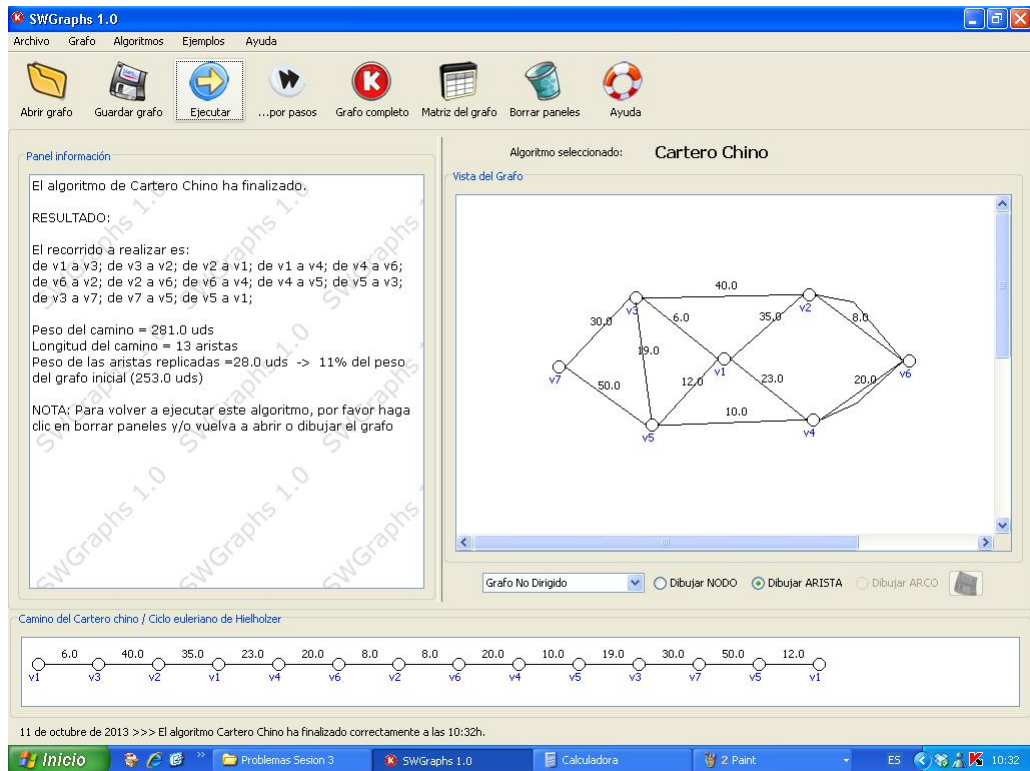 SWGraphs 1.0
Archivo Grafo Algoritmos Ejemplos Ayuda
Abrir grafo Guardar grafo Ejecutar ...por pasos Grafo completo Matriz del grafo Borrar paneles Ayuda
Panel información
El algoritmo de Cartero Chino ha finalizado.
RESULTADO:
El recorrido a realizar es:
de v1 a v3; de v3 a v2; de v2 a v1; de v1 a v4; de v4 a v6;
de v6 a v2; de v2 a v6; de v6 a v4; de v4 a v5; de v5 a v3;
de v3 a v7; de v7 a v5; de v5 a v1;
Peso del camino = 281.0 uds
Longitud del camino = 13 aristas
Peso de las aristas replicadas =28.0 uds -> 11% del peso
del grafo inicial (253.0 uds)
NOTA: Para volver a ejecutar este algoritmo, por favor haga
clic en borrar paneles y/o vuelva a abrir o dibujar el grafo
SWGraphs 1.0
SWGraphs 1.0
SWGraphs 1.0
SWGraphs 1.0
Algoritmo seleccionado: Cartero Chino
Vista del Grafo
40.0
v3 v2
30.0 6.0 35.0 8.0
19.0
v7 v1 v6
50.0 12.0 23.0 20.0
10.0
v5 v4
Grafo No Dirigido Dibujar NODO Dibujar ARISTA Dibujar ARCO
Camino del Cartero chino / Ciclo euleriano de Hielholzer
6.0 40.0 35.0 23.0 20.0 8.0 8.0 20.0 10.0 19.0 30.0 50.0 12.0
v1 v3 v2 v1 v4 v6 v2 v6 v4 v5 v3 v7 v5 v1
11 de octubre de 2013 >>> El algoritmo Cartero Chino ha finalizado correctamente a las 10:32h.
Inicio Problemas Sesion 3 SWGraphs 1.0 Calculadora 2 Paint ES 10:32